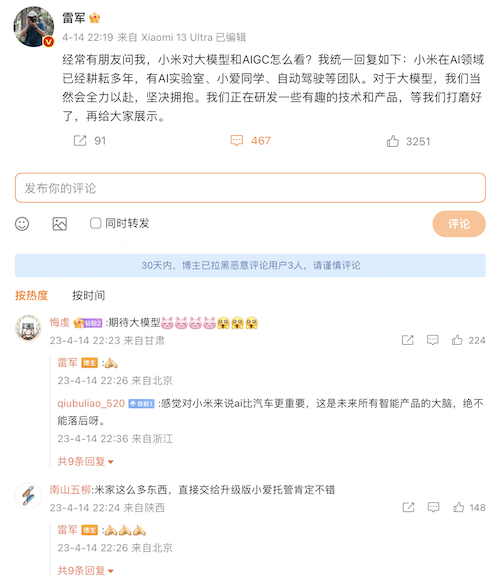 雷军
4-14 22:19 来自 Xiaomi 13 Ultra 已编辑
经常有朋友问我，小米对大模型和AIGC怎么看？我统一回复如下：小米在AI领域
已经耕耘多年，有AI实验室、小爱同学、自动驾驶等团队。对于大模型，我们当
然会全力以赴，坚决拥抱。我们正在研发一些有趣的技术和产品，等我们打磨好
了，再给大家展示。
91 467 3251
发布你的评论
同时转发 评论
30天内，博主已拉黑恶意评论用户3人，请谨慎评论
按热度 按时间
悔虔 钻粉2 :期待大模型
23-4-14 22:23 来自甘肃 224
雷军 博主 :
23-4-14 22:26 来自北京
qiubuliao_520 铁粉1 :感觉对小米来说ai比汽车更重要，这是未来所有智能产品的大脑，绝不
能落后呀。
23-4-14 22:36 来自浙江
共9条回复
南山五柳:米家这么多东西，直接交给升级版小爱托管肯定不错
23-4-14 22:24 来自陕西 148
雷军 博主 :
23-4-14 22:26 来自北京
共9条回复